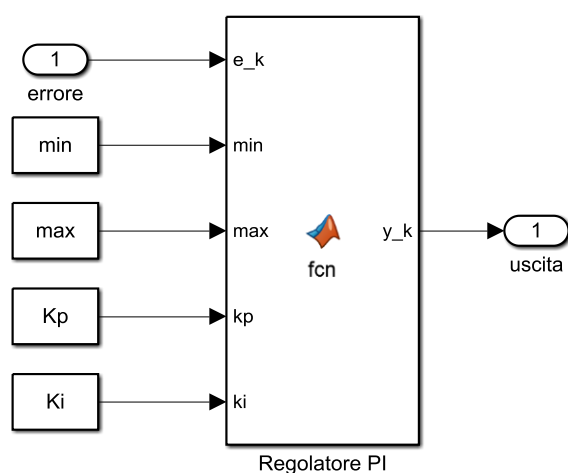 1
errore
min
max
Kp
Ki
e_k
min
max
kp
ki
fcn
y_k
Regolatore PI
1
uscita